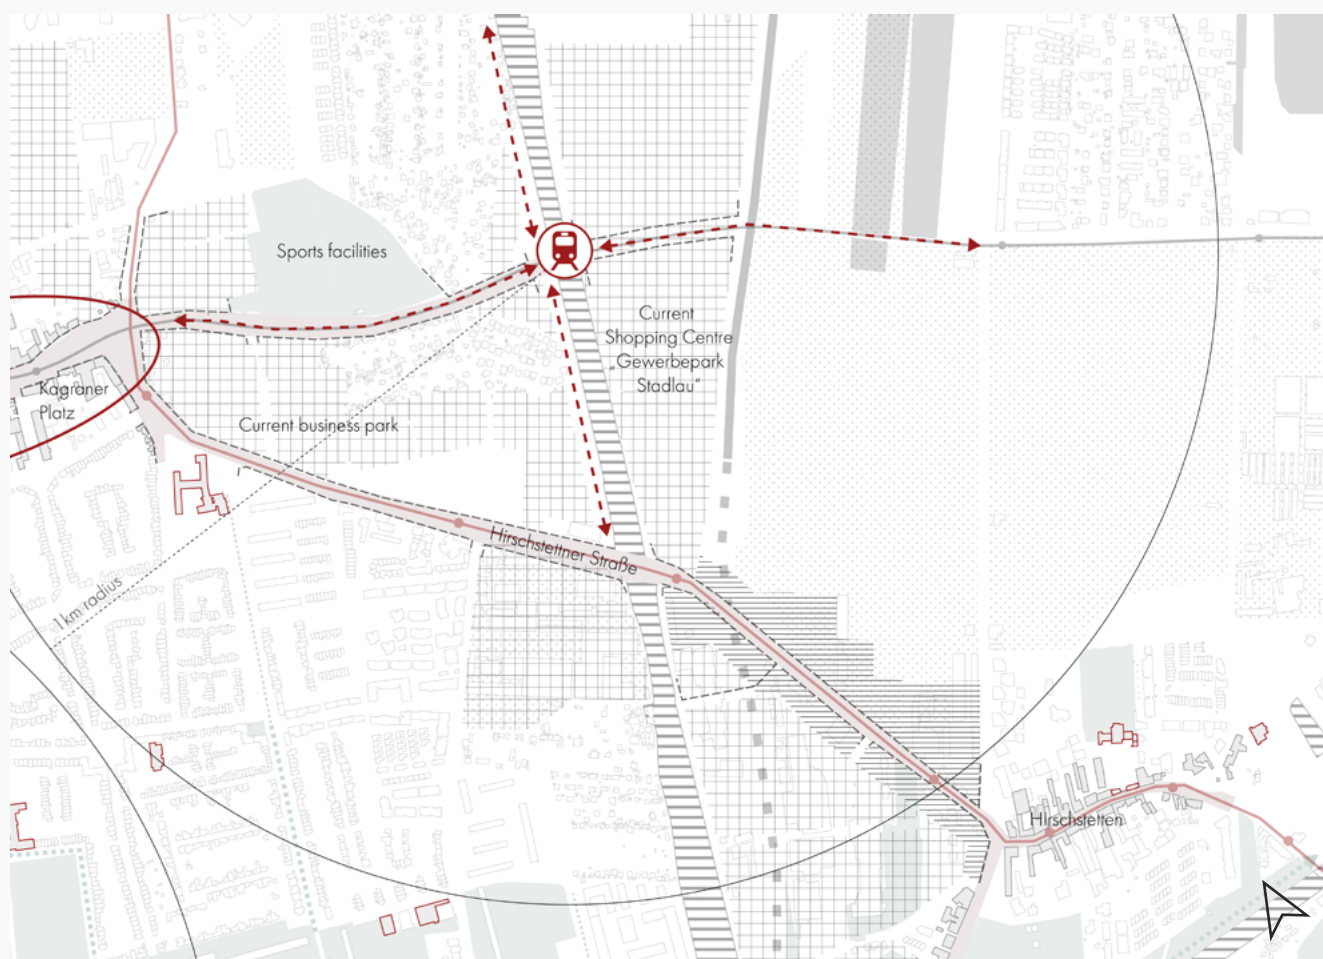 Sports facilities
Current
Shopping Centre
„Gewerbepark
Stadlau“
Kagraner
Platz
Current business park
Hirschstettner Straße
1 km radius
Hirschstetten